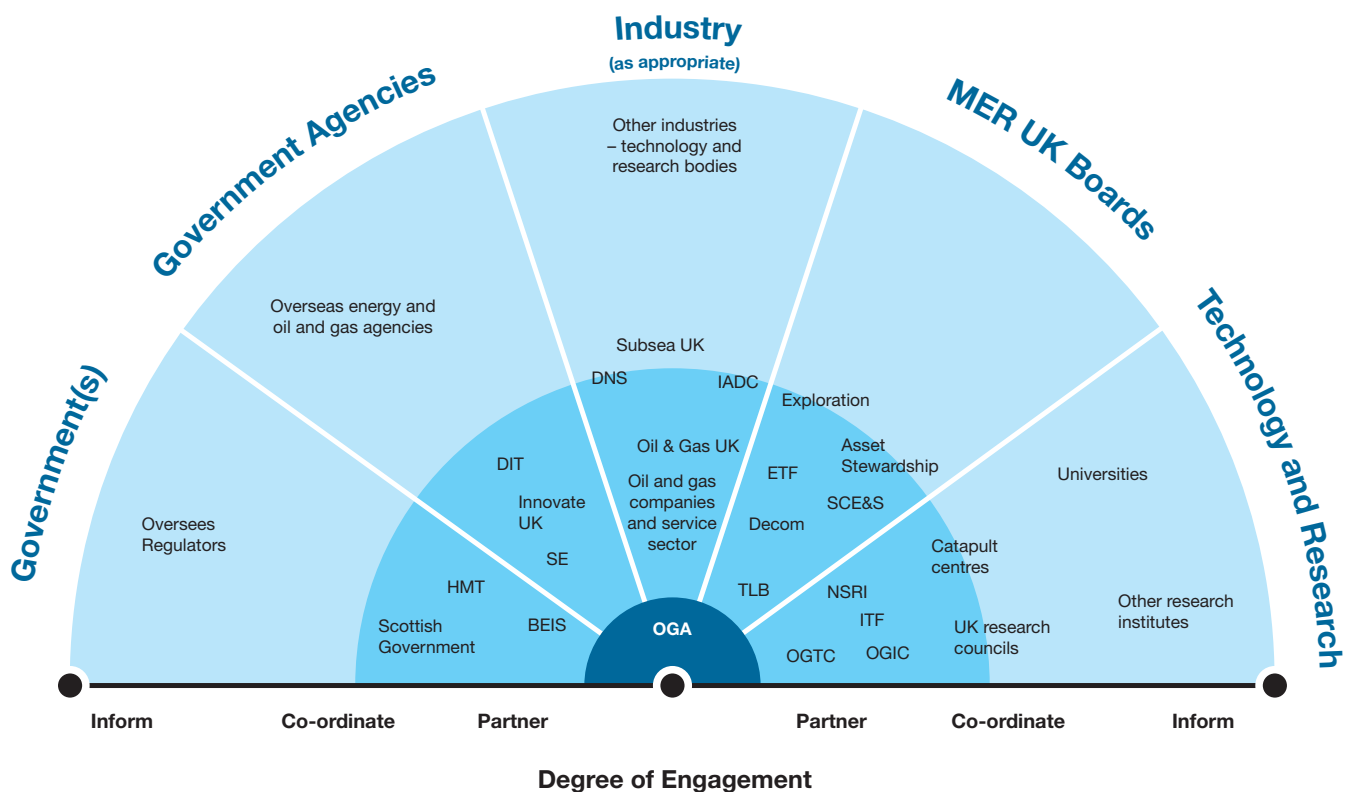 Industry
(as appropriate)
Government Agencies
MER UK Boards
Government(s)
Technology and Research
Other industries
– technology and
research bodies
Overseas energy and
oil and gas agencies
Subsea UK
DNS
IADC
Exploration
Oil & Gas UK
Asset
Stewardship
DIT
ETF
Universities
Oil and gas
companies
and service
sector
Innovate
UK
SCE&S
Decom
Oversees
Regulators
SE
Catapult
centres
HMT
TLB
NSRI
Other research
institutes
Scottish
Government
BEIS
OGA
ITF
UK research
councils
OGTC
OGIC
Inform
Co-ordinate
Partner
Partner
Co-ordinate
Inform
Degree of Engagement